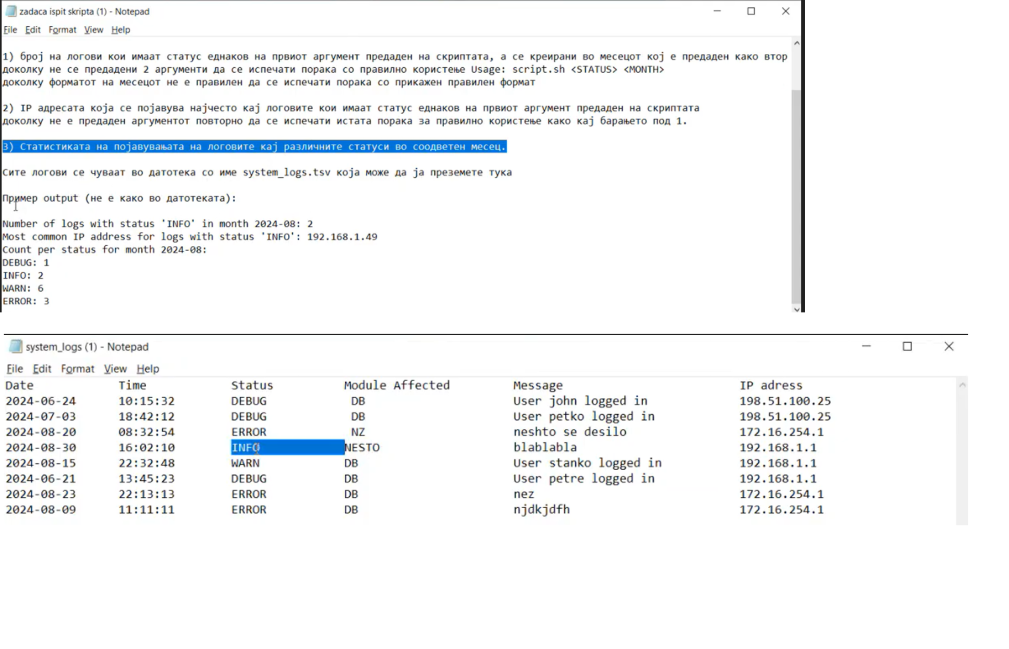 zadaca ispit skripta (1) - Notepad
File Edit Format View Help
1) број на логови кои имаат статус еднаков на првиот аргумент предаден на скриптата, а се креирани во месецот кој е предаден како втор
доколку не се предадени 2 аргументи да се испечати порака со правилно користење Usage: script.sh <STATUS> <MONTH>
доколку форматот на месецот не е правилен да се испечати порака со прикажен правилен формат
2) IP адресата која се појавува најчесто кај логовите кои имаат статус еднаков на првиот аргумент предаден на скриптата
доколку не е предаден аргументот повторно да се испечати истата порака за правилно користење како кај барањето под 1.
3) Статистиката на појавувањата на логовите кај различните статуси во соодветен месец.
Сите логови се чуваат во датотека со име system_logs.tsv која може да ја преземете тука
Пример output (не е како во датотеката):
Number of logs with status 'INFO' in month 2024-08: 2
Most common IP address for logs with status 'INFO': 192.168.1.49
Count per status for month 2024-08:
DEBUG: 1
INFO: 2
WARN: 6
ERROR: 3
system_logs (1) - Notepad
File Edit Format View Help
Date Time Status Module Affected Message IP adress
2024-06-24 10:15:32 DEBUG DB User john logged in 198.51.100.25
2024-07-03 18:42:12 DEBUG DB User petko logged in 198.51.100.25
2024-08-20 08:32:54 ERROR NZ neshto se desilo 172.16.254.1
2024-08-30 16:02:10 INFO NESTO blablabla 192.168.1.1
2024-08-15 22:32:48 WARN DB User stanko logged in 192.168.1.1
2024-06-21 13:45:23 DEBUG DB User petre logged in 192.168.1.1
2024-08-23 22:13:13 ERROR DB nez 172.16.254.1
2024-08-09 11:11:11 ERROR DB njdkjdfh 172.16.254.1